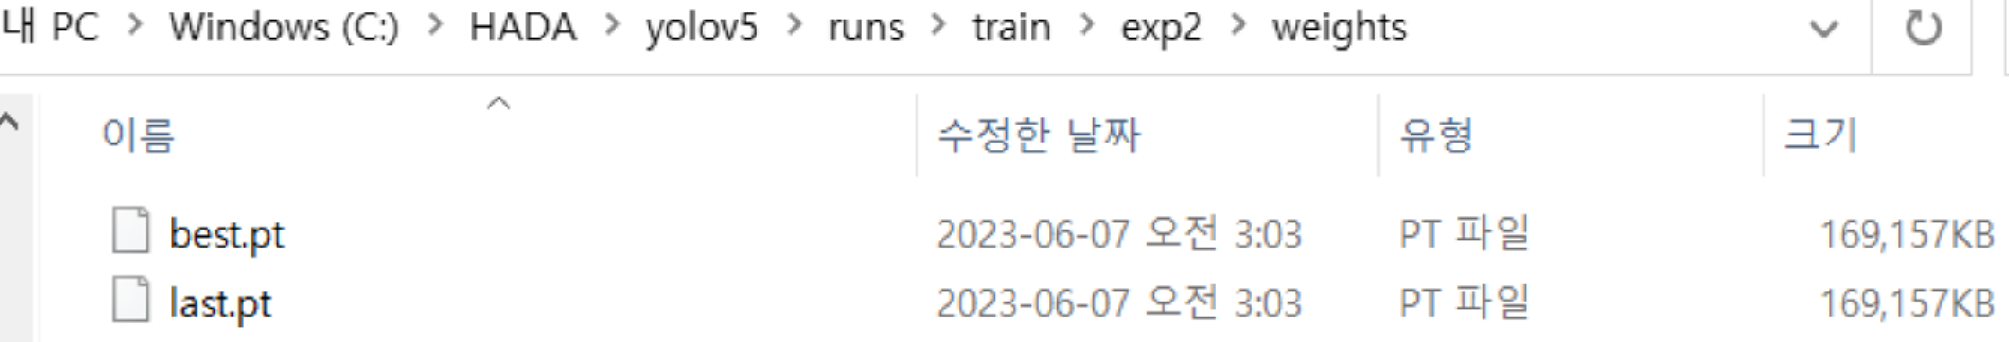 내 PC > Windows (C:) > HADA > yolov5 > runs > train > exp2 > weights
이름 수정한 날짜 유형 크기
best.pt 2023-06-07 오전 3:03 PT 파일 169,157KB
last.pt 2023-06-07 오전 3:03 PT 파일 169,157KB